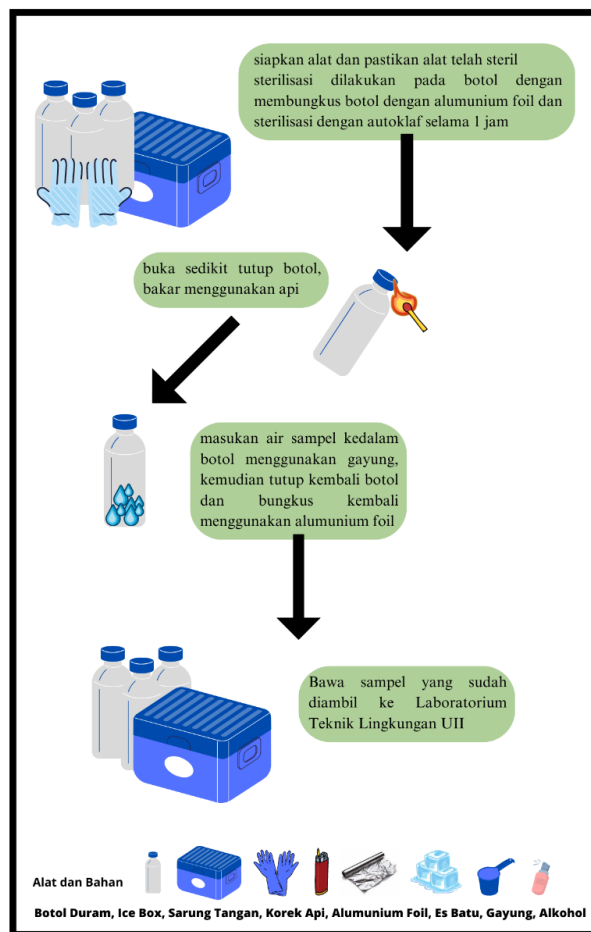 siapkan alat dan pastikan alat telah steril
sterilisasi dilakukan pada botol dengan
membungkus botol dengan alumunium foil dan
sterilisasi dengan autoklaf selama 1 jam
buka sedikit tutup botol,
bakar menggunakan api
masukan air sampel kedalam
botol menggunakan gayung,
kemudian tutup kembali botol
dan bungkus kembali
menggunakan alumunium foil
Bawa sampel yang sudah
diambil ke Laboratorium
Teknik Lingkungan UII
Alat dan Bahan
Botol Duram, Ice Box, Sarung Tangan, Korek Api, Alumunium Foil, Es Batu, Gayung, Alkohol